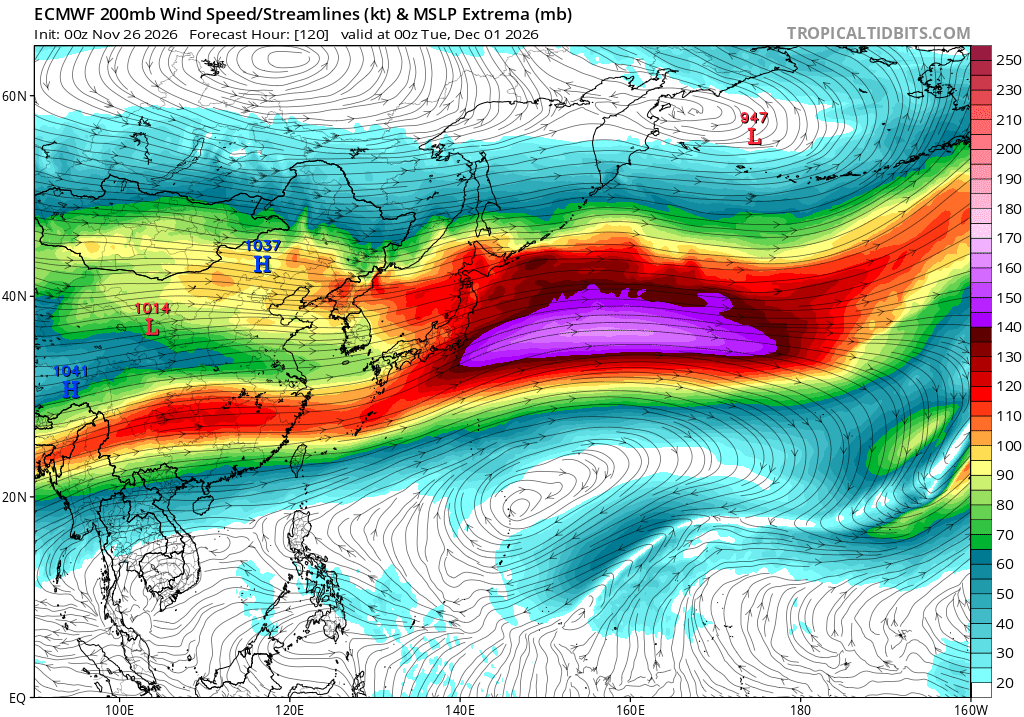 ECMWF 200mb Wind Speed/Streamlines (kt) & MSLP Extrema (mb)
Init: 00z Nov 26 2026 Forecast Hour: [120] valid at 00z Tue, Dec 01 2026
TROPICALTIDBITS.COM
60N
40N
20N
EQ
947
L
1037
H
1014
L
1041
H
250
230
210
200
190
180
170
160
150
140
130
120
110
100
90
80
70
60
50
40
30
20
100E
120E
140E
160E
180
160W